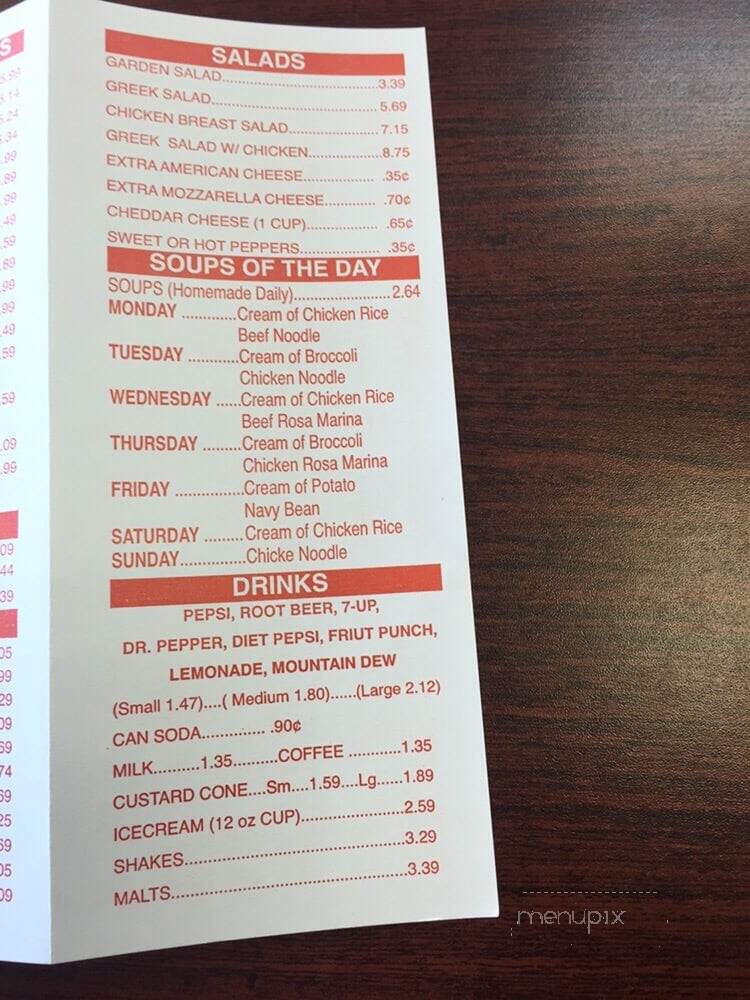 SALADS
GARDEN SALAD..........................................3.39
GREEK SALAD.............................................. 5.69
CHICKEN BREAST SALAD........................ 7.15
GREEK SALAD W/ CHICKEN...................8.75
EXTRA AMERICAN CHEESE.................. .35¢
EXTRA MOZZARELLA CHEESE............. .70¢
CHEDDAR CHEESE (1 CUP).................. .65¢
SWEET OR HOT PEPPERS.................... .35¢
SOUPS OF THE DAY
SOUPS (Homemade Daily)........................2.64
MONDAY ............Cream of Chicken Rice
Beef Noodle
TUESDAY ...........Cream of Broccoli
Chicken Noodle
WEDNESDAY ......Cream of Chicken Rice
Beef Rosa Marina
THURSDAY .........Cream of Broccoli
Chicken Rosa Marina
FRIDAY ................Cream of Potato
Navy Bean
SATURDAY .........Cream of Chicken Rice
SUNDAY...............Chicke Noodle
DRINKS
PEPSI, ROOT BEER, 7-UP,
DR. PEPPER, DIET PEPSI, FRIUT PUNCH,
LEMONADE, MOUNTAIN DEW
(Small 1.47)....( Medium 1.80)......(Large 2.12)
CAN SODA............... .90¢
MILK..........1.35..........COFFEE ............1.35
CUSTARD CONE....Sm....1.59....Lg......1.89
ICECREAM (12 oz CUP).......................2.59
SHAKES.................................................3.29
MALTS....................................................3.39
menupix